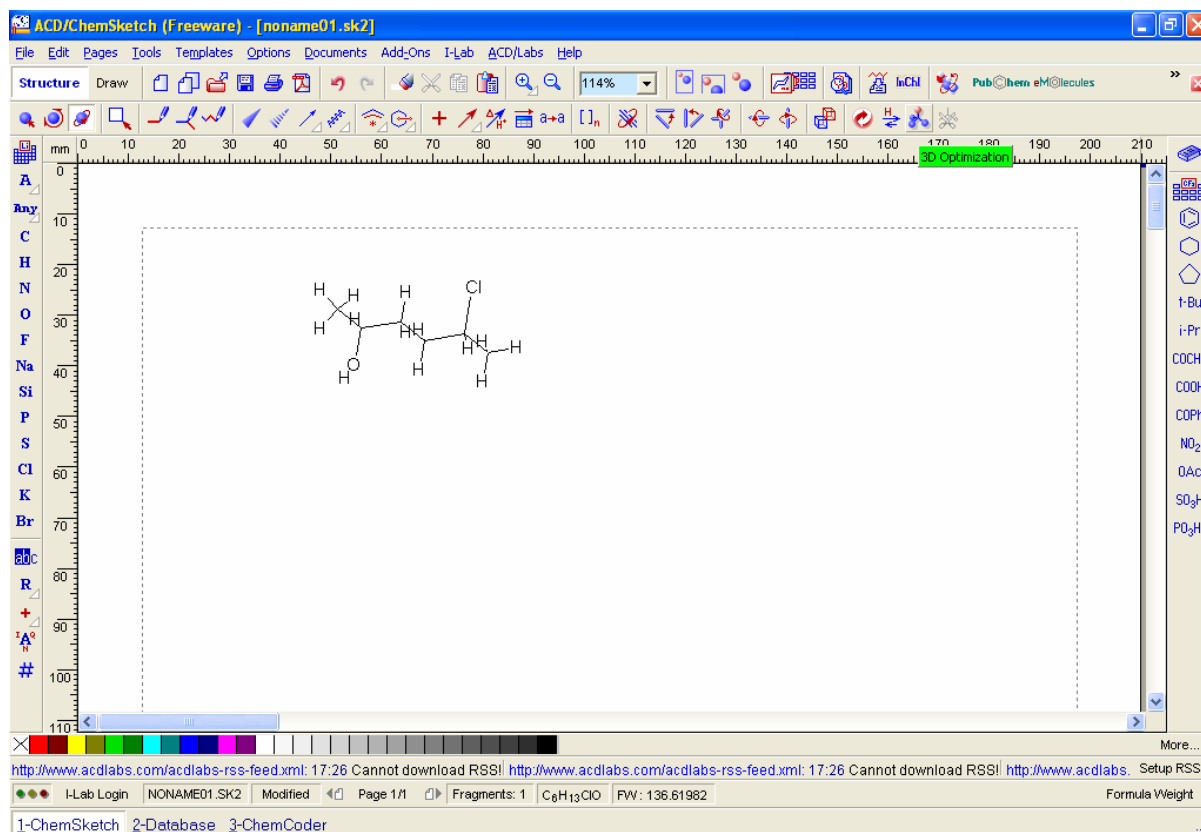 ACD/ChemSketch (Freeware) - [noname01.sk2]
File Edit Pages Tools Templates Options Documents Add-Ons I-Lab ACD/Labs Help
Structure Draw 114% InChI PubChem eMolecules »
H a→a []n H
mm 0 10 20 30 40 50 60 70 80 90 100 110 120 130 140 150 160 170 180 190 200 210
3D Optimization
Li
A
Any
C
H
N
O
F
Na
Si
P
S
Cl
K
Br
abc
R
+
A
#
0
10
20
30
40
50
60
70
80
90
100
110
H H H Cl
H H H H
H H H H
O H H
H
CF3
t-Bu
i-Pr
COCH
COOH
COPh
NO2
OAc
SO3H
PO3H
More...
http://www.acdlabs.com/acdlabs-rss-feed.xml: 17:26 Cannot download RSS! http://www.acdlabs.com/acdlabs-rss-feed.xml: 17:26 Cannot download RSS! http://www.acdlabs. Setup RSS
I-Lab Login NONAME01.SK2 Modified Page 1/1 Fragments: 1 C6H13ClO FW: 136.61982 Formula Weight
1-ChemSketch 2-Database 3-ChemCoder